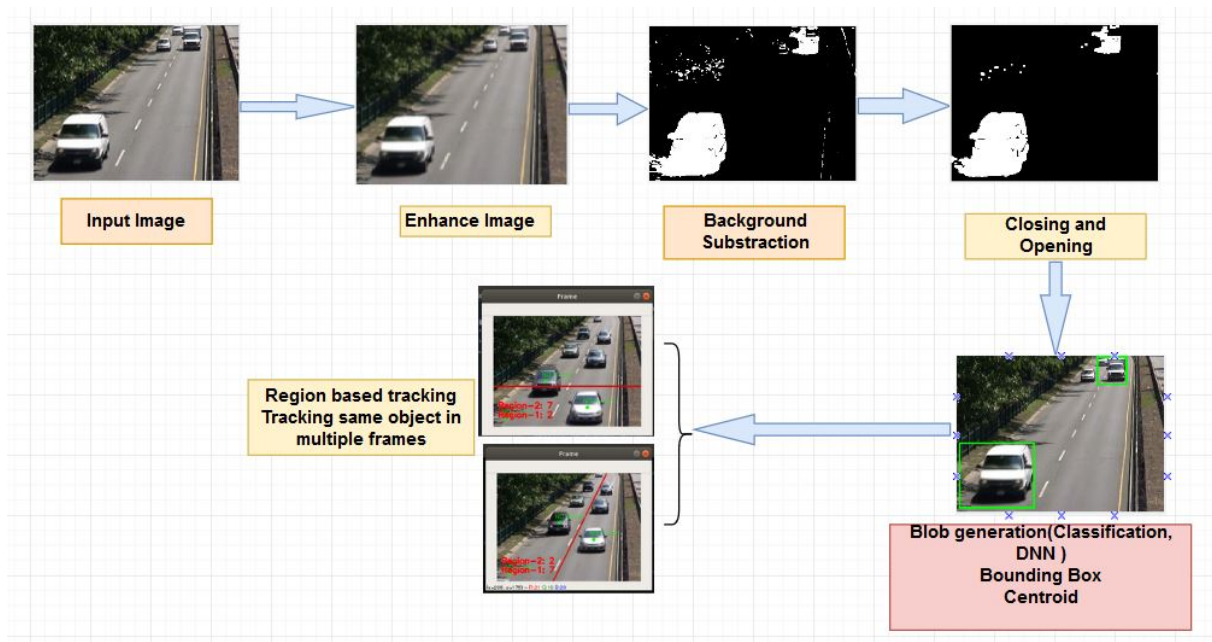 Input Image
Enhance Image
Background
Substraction
Closing and
Opening
Frame
Region-2: 7
Region-1: 2
Region based tracking
Tracking same object in
multiple frames
Frame
Region-2: 2
Region-1: 7
Blob generation(Classification,
DNN )
Bounding Box
Centroid